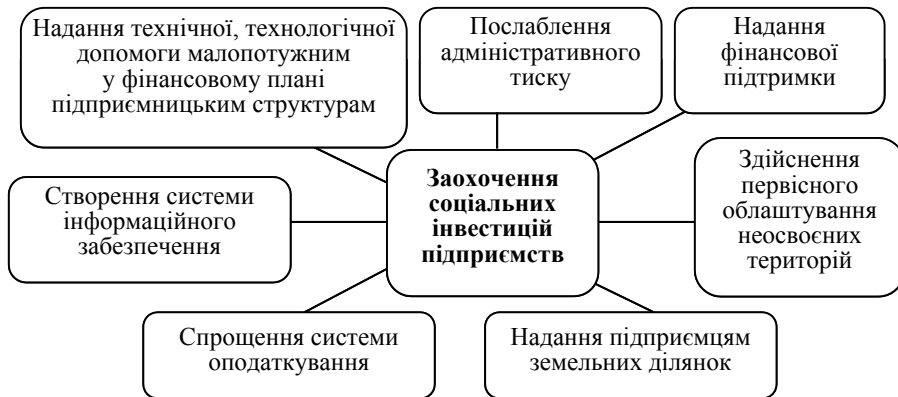 Надання технічної, технологічної
допомоги малопотужним
у фінансовому плані
підприємницьким структурам
Послаблення
адміністративного
тиску
Надання
фінансової
підтримки
Створення системи
інформаційного
забезпечення
Заохочення
соціальних
інвестицій
підприємств
Здійснення
первісного
облаштування
неосвоєних
територій
Спрощення системи
оподаткування
Надання підприємцям
земельних ділянок